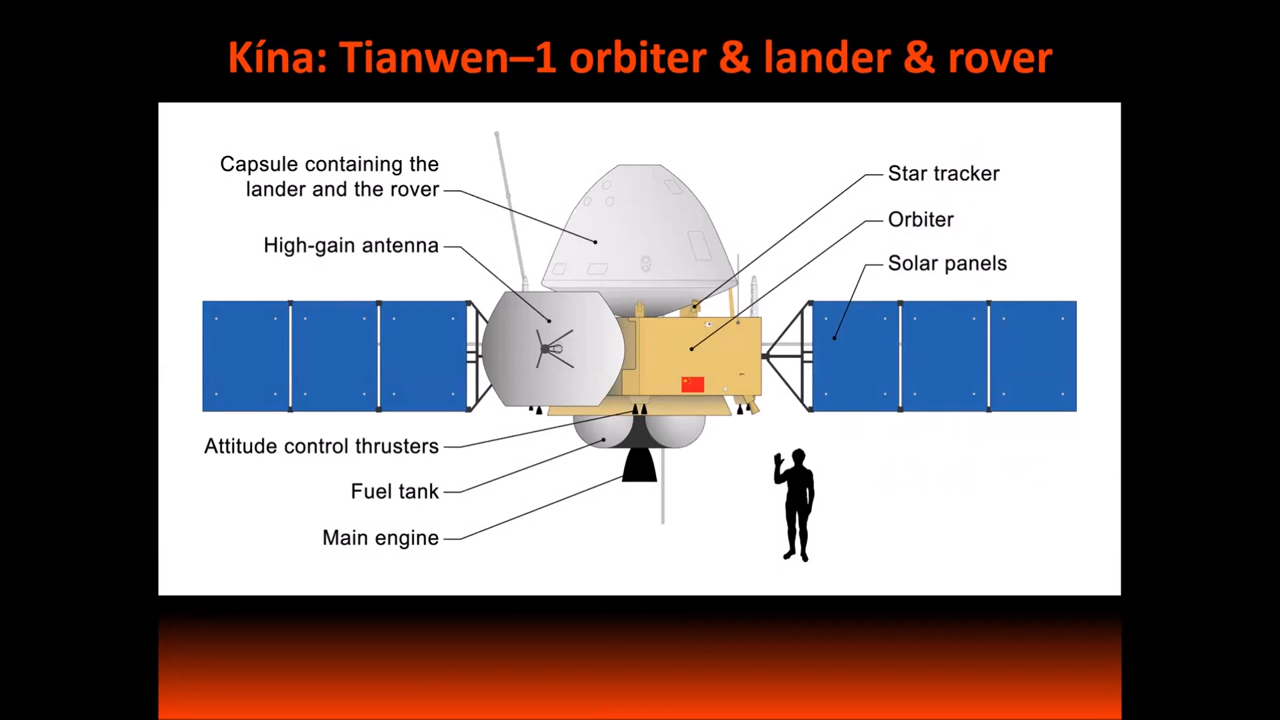 Kína: Tianwen–1 orbiter & lander & rover
Capsule containing the
lander and the rover
High-gain antenna
Star tracker
Orbiter
Solar panels
Attitude control thrusters
Fuel tank
Main engine